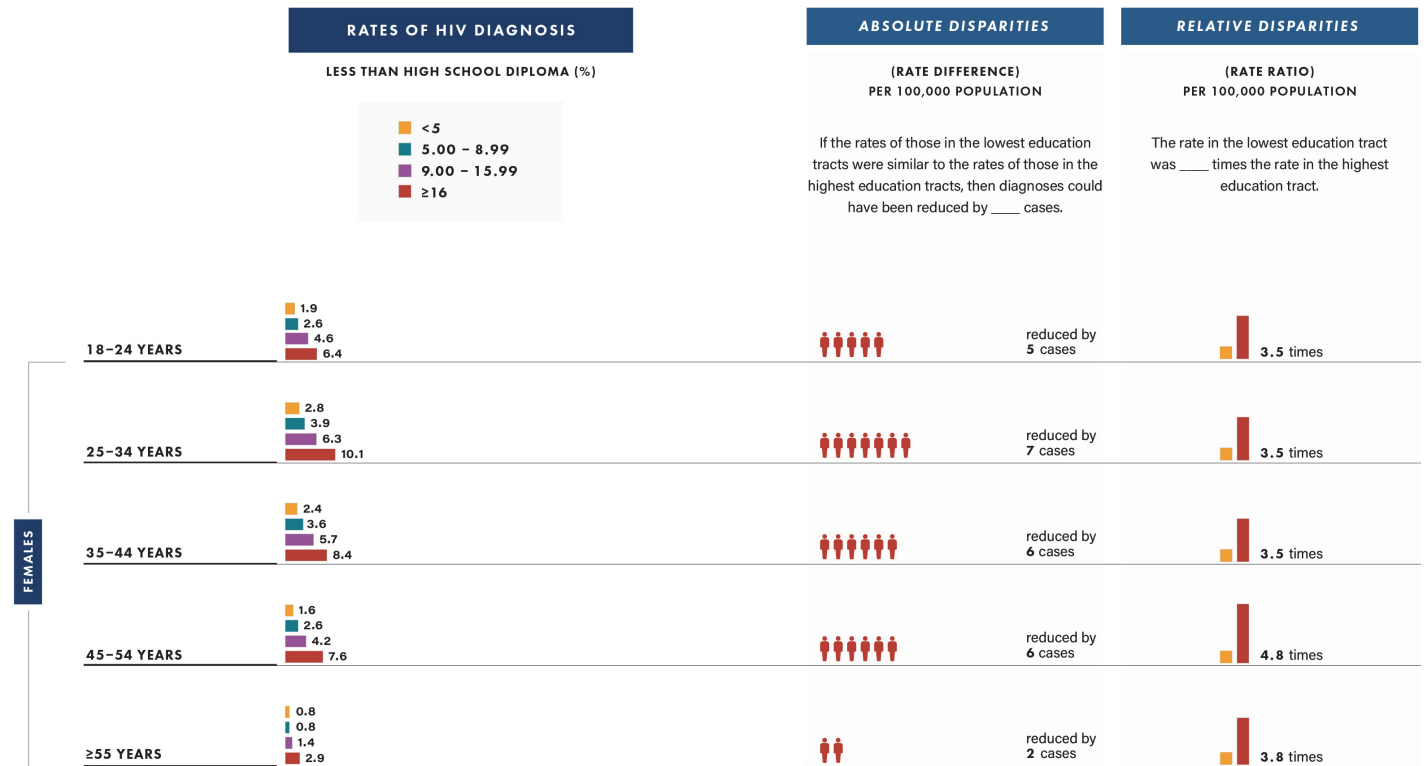 RATES OF HIV DIAGNOSIS
LESS THAN HIGH SCHOOL DIPLOMA (%)
<5
5.00 – 8.99
9.00 – 15.99
≥16
ABSOLUTE DISPARITIES
(RATE DIFFERENCE)
PER 100,000 POPULATION
If the rates of those in the lowest education
tracts were similar to the rates of those in the
highest education tracts, then diagnoses could
have been reduced by ____ cases.
RELATIVE DISPARITIES
(RATE RATIO)
PER 100,000 POPULATION
The rate in the lowest education tract
was ____ times the rate in the highest
education tract.
FEMALES
18–24 YEARS
1.9
2.6
4.6
6.4
reduced by
5 cases
3.5 times
25–34 YEARS
2.8
3.9
6.3
10.1
reduced by
7 cases
3.5 times
35–44 YEARS
2.4
3.6
5.7
8.4
reduced by
6 cases
3.5 times
45–54 YEARS
1.6
2.6
4.2
7.6
reduced by
6 cases
4.8 times
≥55 YEARS
0.8
0.8
1.4
2.9
reduced by
2 cases
3.8 times